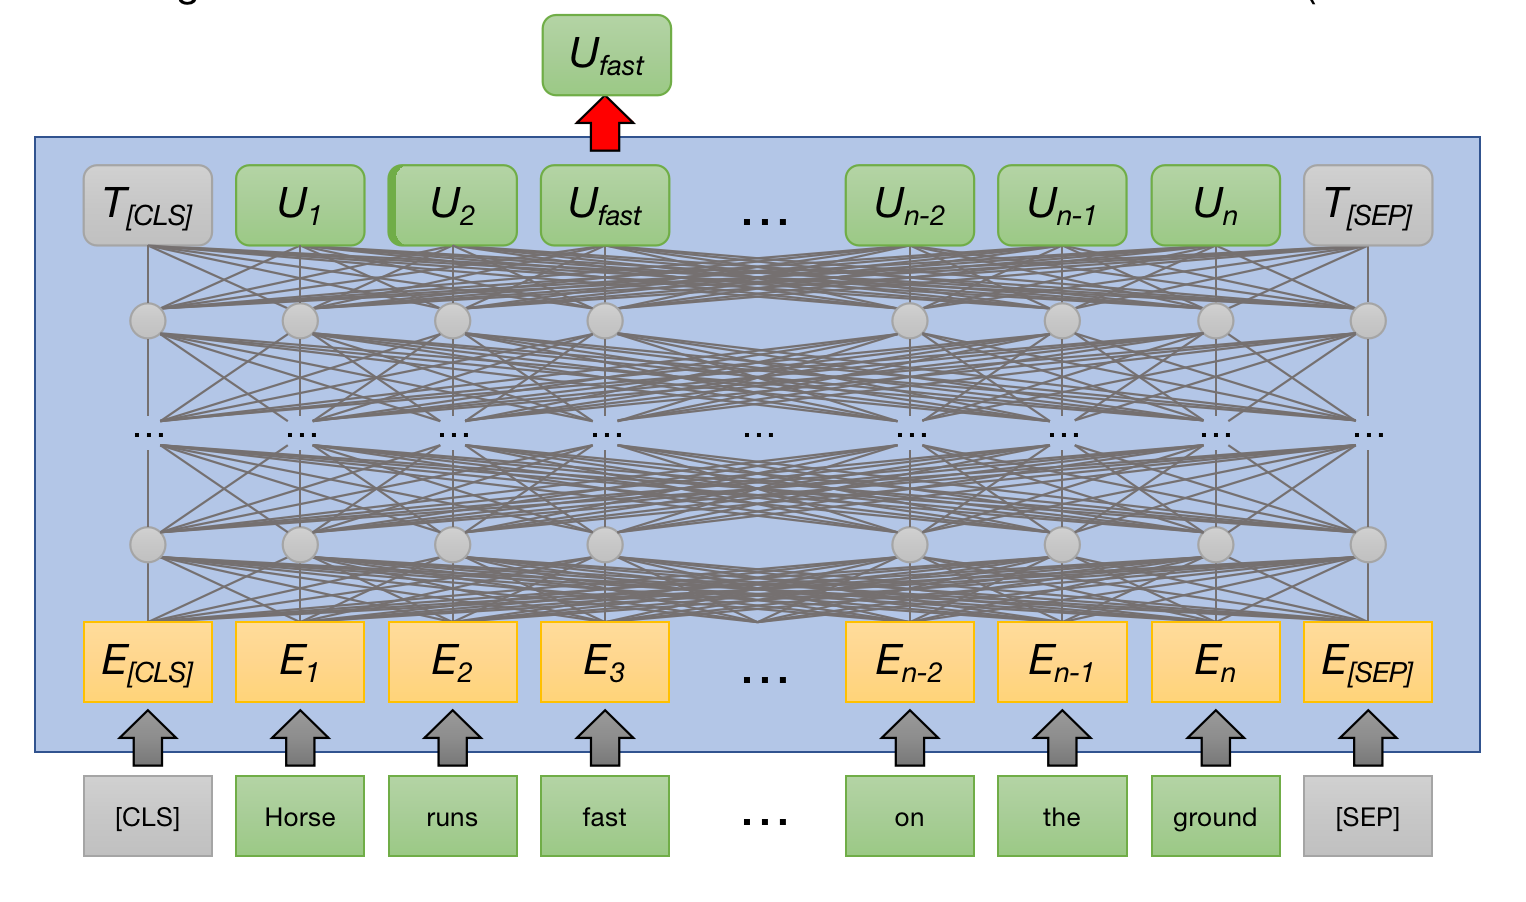 U_fast
T_[CLS] U_1 U_2 U_fast ... U_n-2 U_n-1 U_n T_[SEP]
... ... ... ... ... ... ... ... ...
E_[CLS] E_1 E_2 E_3 ... E_n-2 E_n-1 E_n E_[SEP]
[CLS] Horse runs fast ... on the ground [SEP]